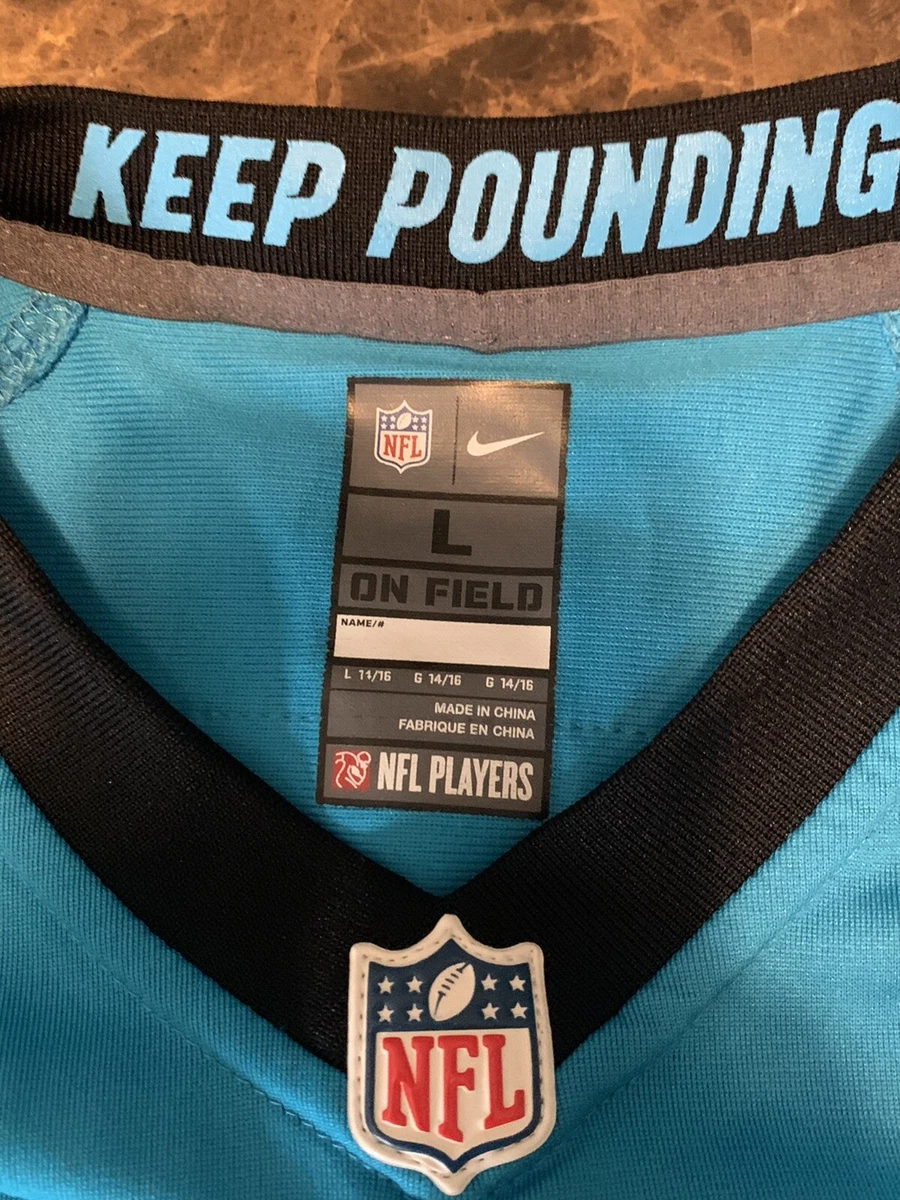 KEEP POUNDING
NFL
L
ON FIELD
NAME/#
L 11/16 G 14/16 G 14/16
MADE IN CHINA
FABRIQUE EN CHINA
NFL PLAYERS
NFL